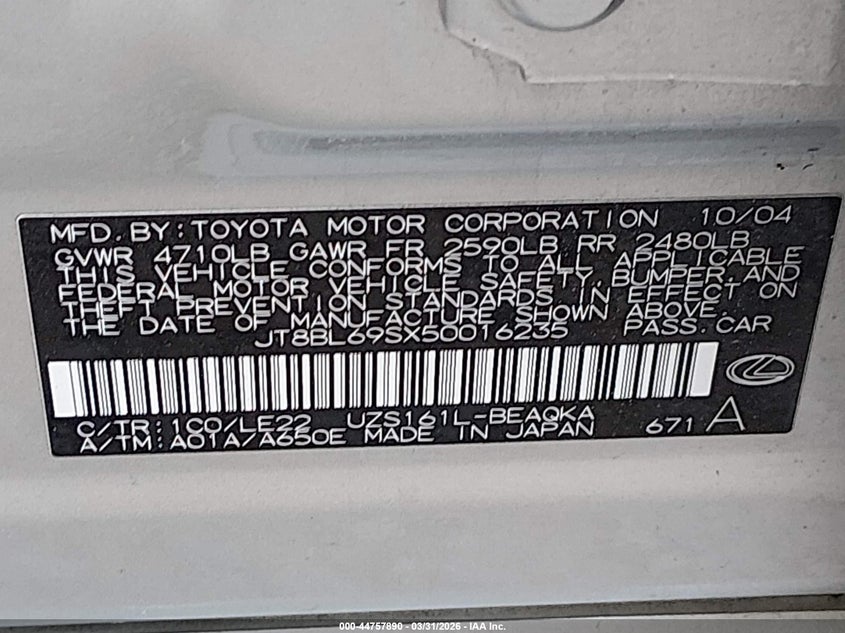 MFD. BY: TOYOTA MOTOR CORPORATION 10/04
GVWR 4710LB GAWR FR 2590LB RR 2480LB
THIS VEHICLE CONFORMS TO ALL APPLICABLE
FEDERAL MOTOR VEHICLE SAFETY, BUMPER, AND
THEFT PREVENTION STANDARDS IN EFFECT ON
THE DATE OF MANUFACTURE SHOWN ABOVE.
JT8BL69SX50016235 PASS. CAR
C/TR: 1C0/LE22 UZS161L-BEAQKA
A/TM: A01A/A650E MADE IN JAPAN 671 A
000-44757890 - 03/31/2026 - IAA Inc.